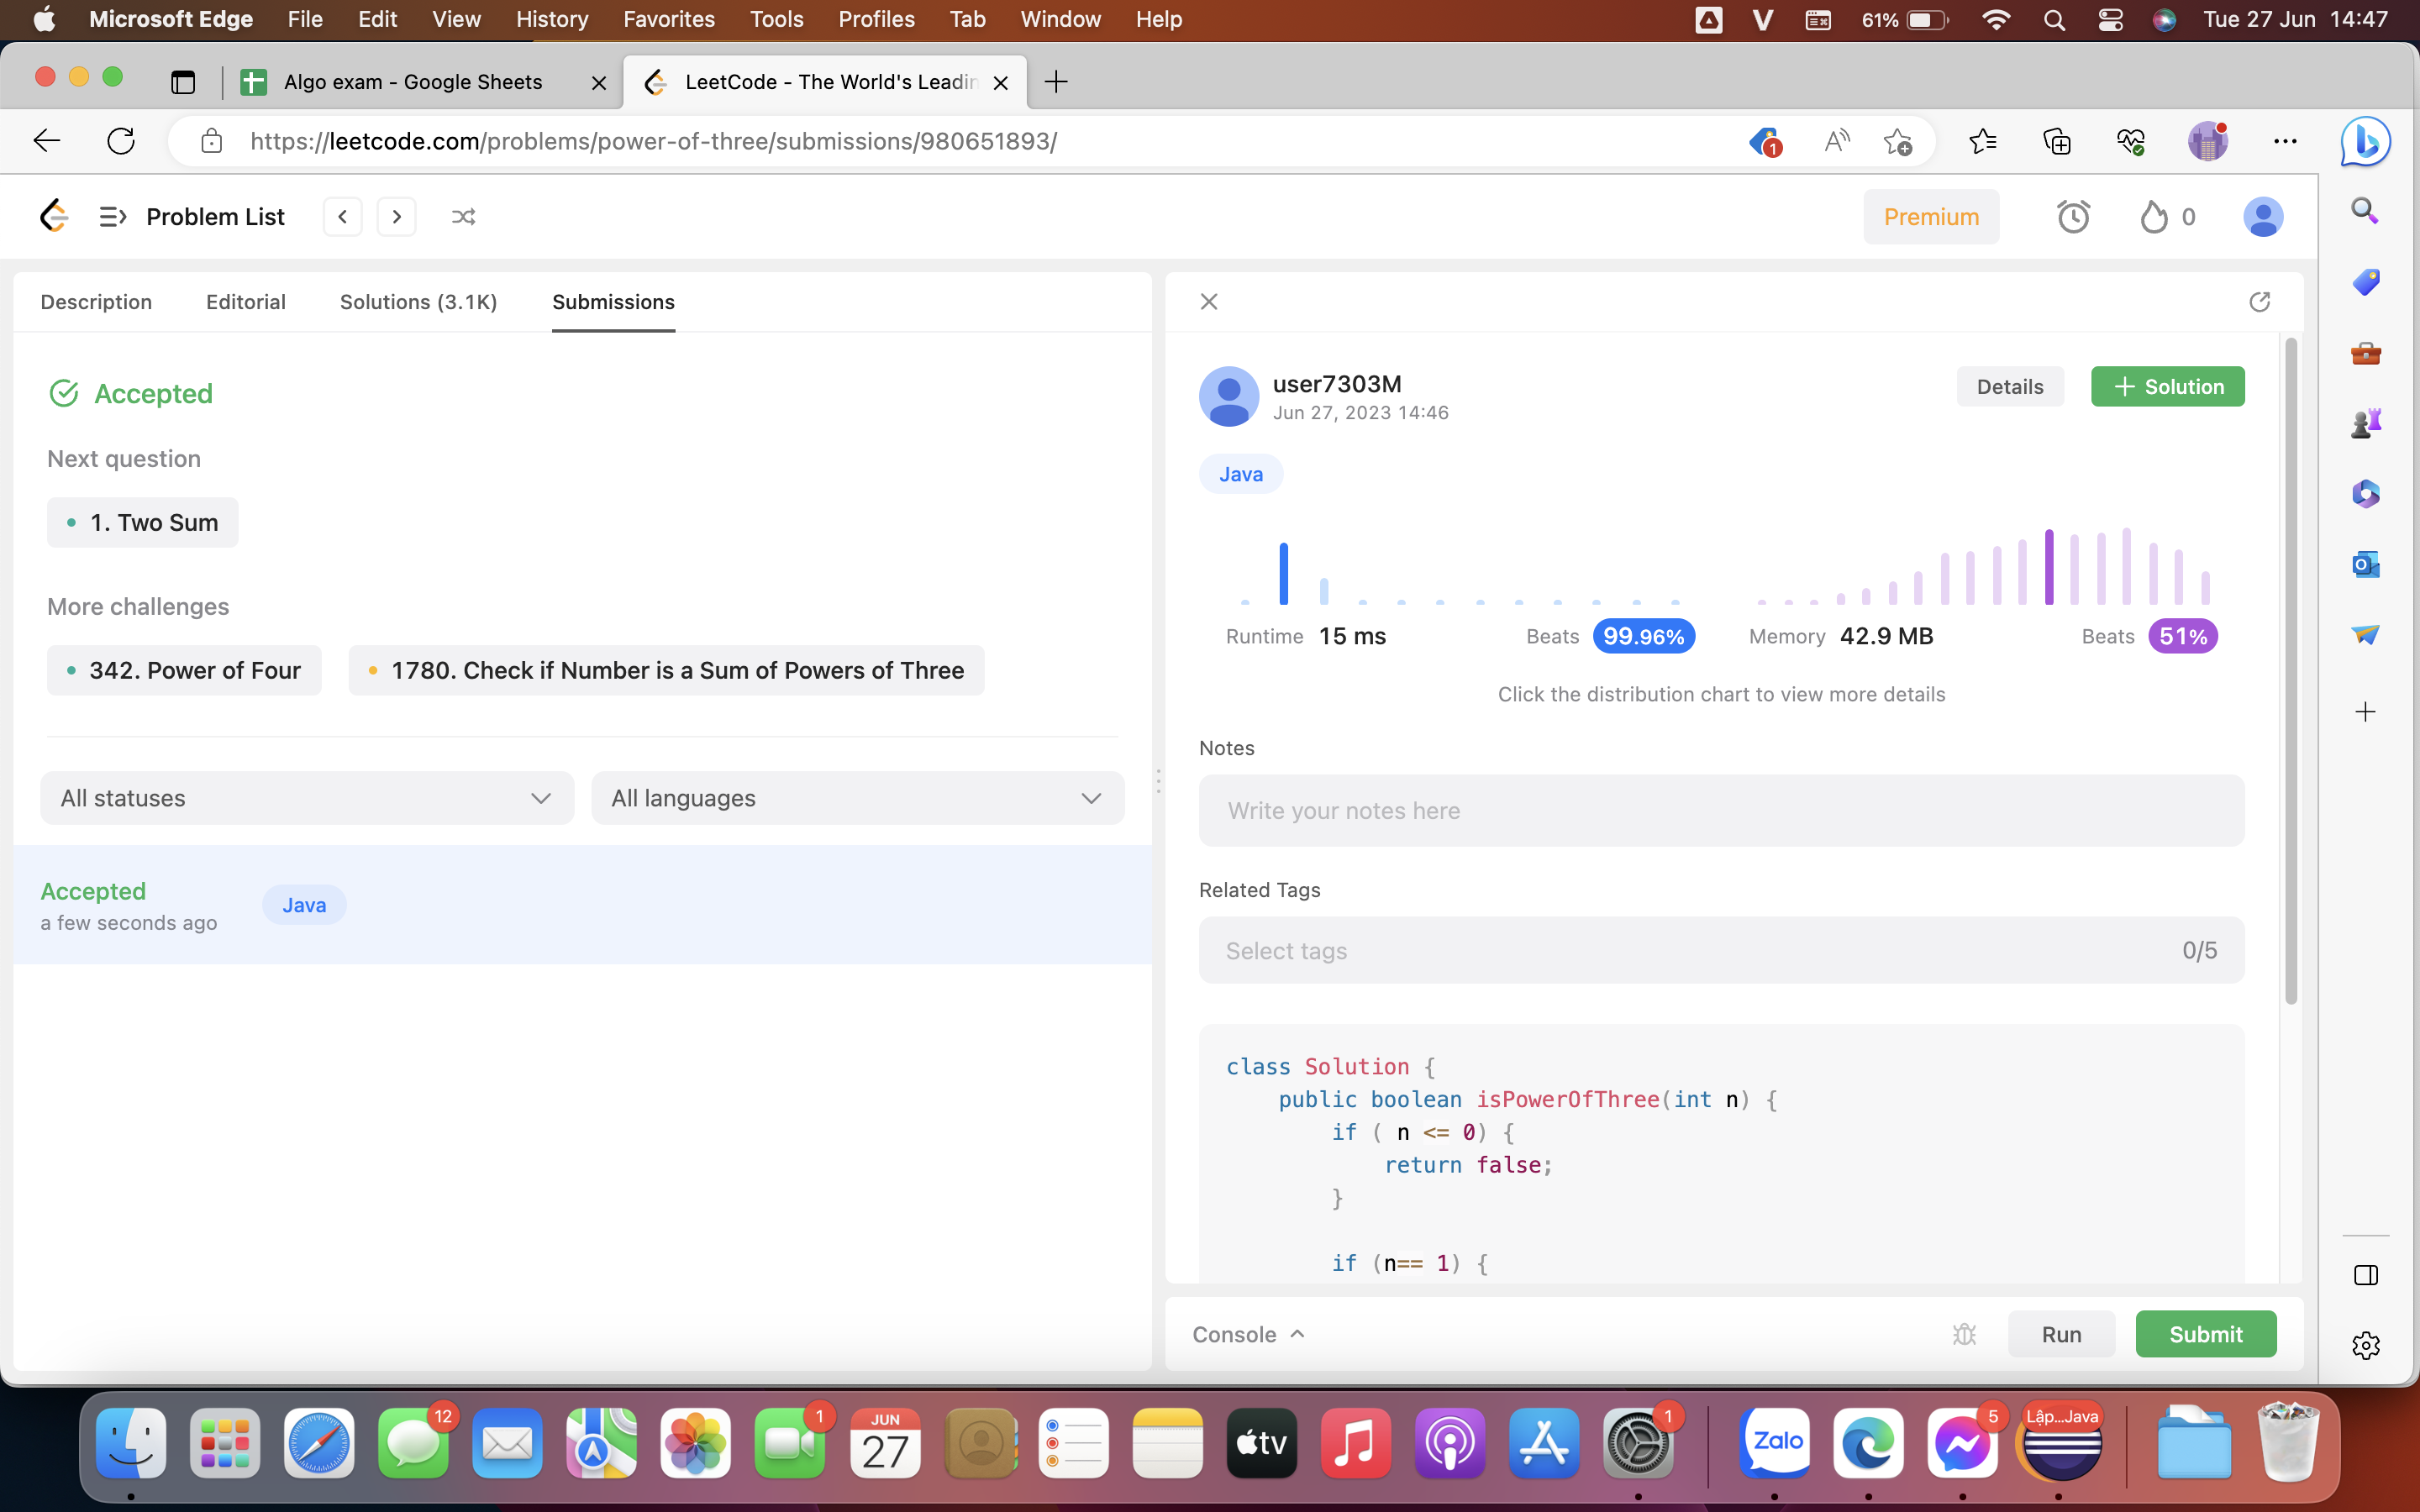 Microsoft Edge File Edit View History Favorites Tools Profiles Tab Window Help 61% Tue 27 Jun 14:47
Algo exam - Google Sheets LeetCode - The World's Leadin
https://leetcode.com/problems/power-of-three/submissions/980651893/ 1
Problem List Premium 0
Description Editorial Solutions (3.1K) Submissions
Accepted
Next question
1. Two Sum
More challenges
342. Power of Four 1780. Check if Number is a Sum of Powers of Three
All statuses All languages
Accepted
a few seconds ago
Java
user7303M
Jun 27, 2023 14:46
Details + Solution
Java
Runtime 15 ms Beats 99.96% Memory 42.9 MB Beats 51%
Click the distribution chart to view more details
Notes
Write your notes here
Related Tags
Select tags 0/5
class Solution {
    public boolean isPowerOfThree(int n) {
        if ( n <= 0) {
            return false;
        }
        if (n== 1) {
Console Run Submit
12 1 JUN 27 tv 1 Zalo 5 Lập...Java